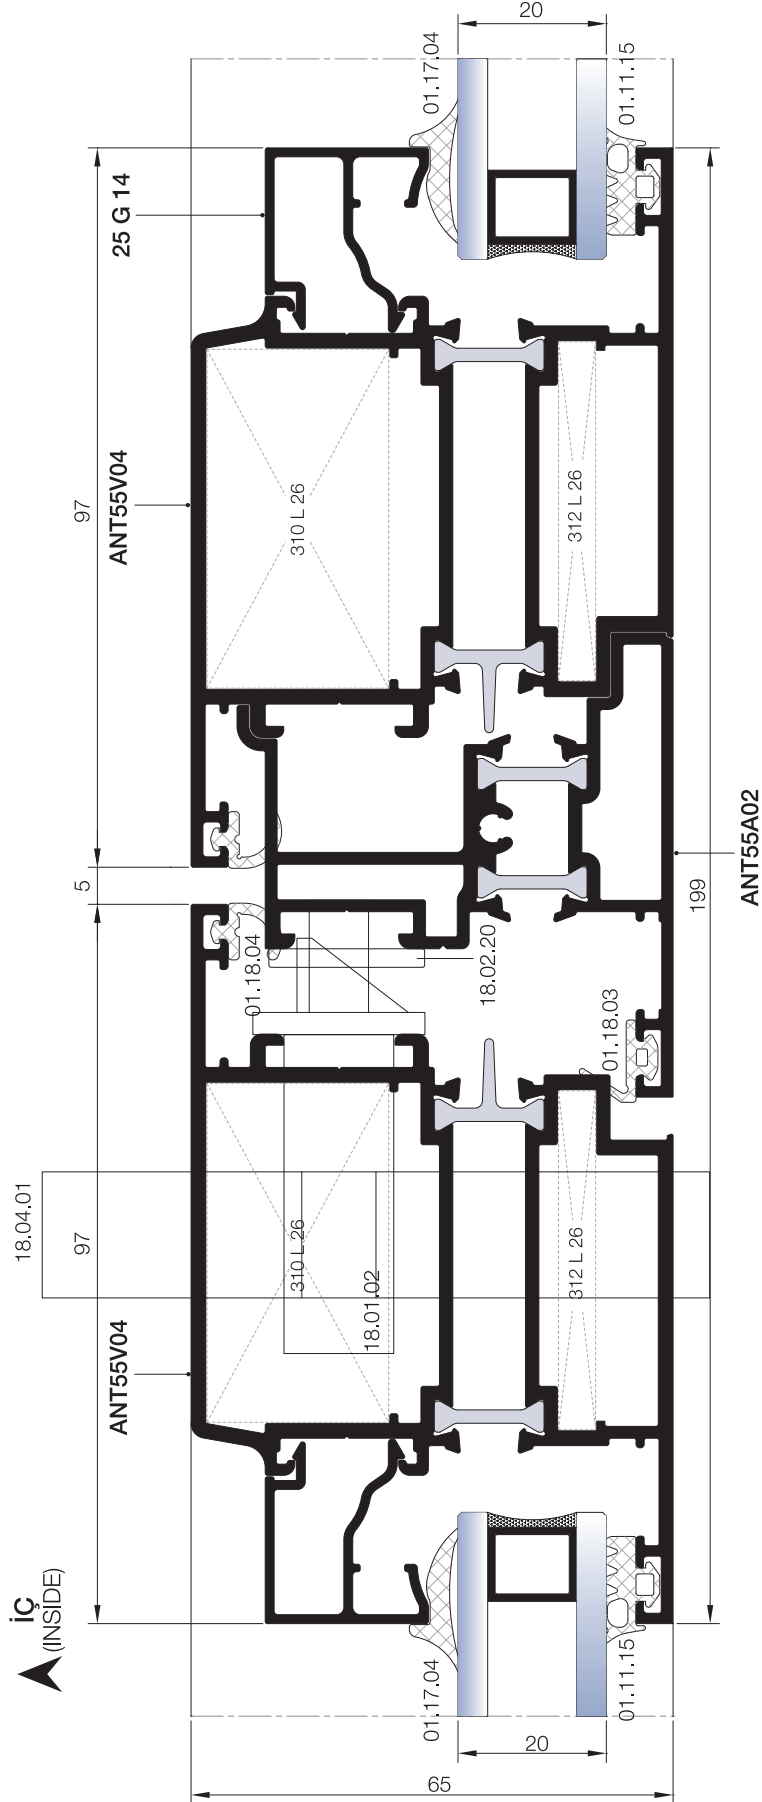 20
01.17.04
01.11.15
25 G 14
97
ANT55V04
310 L 26
312 L 26
5
199
ANT55A02
01.18.04
18.02.20
01.18.03
18.04.01
97
310 L 26
312 L 26
18.01.02
ANT55V04
İÇ
(INSIDE)
01.17.04
01.11.15
20
65